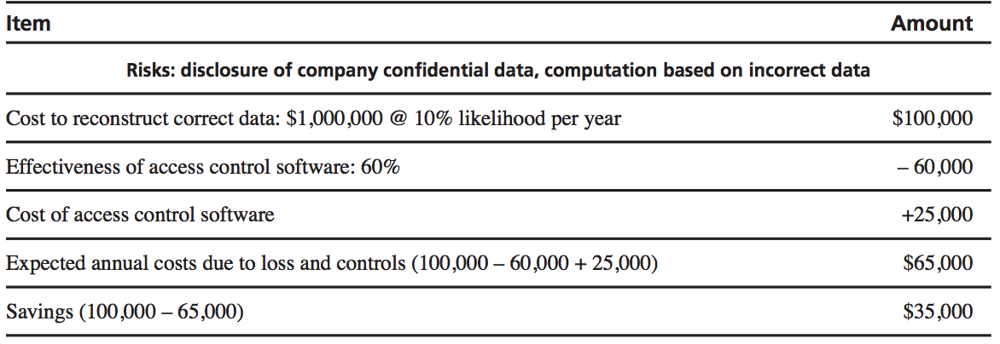 Item Amount
Risks: disclosure of company confidential data, computation based on incorrect data
Cost to reconstruct correct data: $1,000,000 @ 10% likelihood per year $100,000
Effectiveness of access control software: 60% – 60,000
Cost of access control software +25,000
Expected annual costs due to loss and controls (100,000 – 60,000 + 25,000) $65,000
Savings (100,000 – 65,000) $35,000